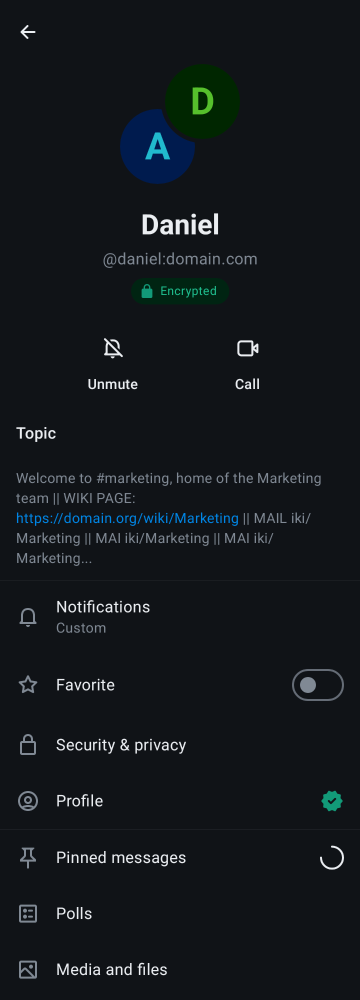 D
A
Daniel
@daniel:domain.com
Encrypted
Unmute
Call
Topic
Welcome to #marketing, home of the Marketing
team || WIKI PAGE:
https://domain.org/wiki/Marketing || MAIL iki/
Marketing || MAI iki/Marketing || MAI iki/
Marketing...
Notifications
Custom
Favorite
Security & privacy
Profile
Pinned messages
Polls
Media and files